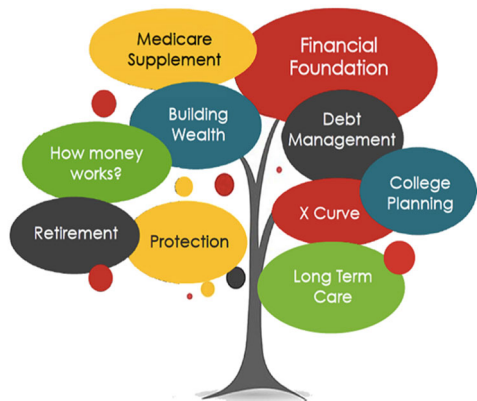 Medicare
Supplement
Financial
Foundation
Building
Wealth
Debt
Management
How money
works?
College
Planning
X Curve
Retirement
Protection
Long Term
Care